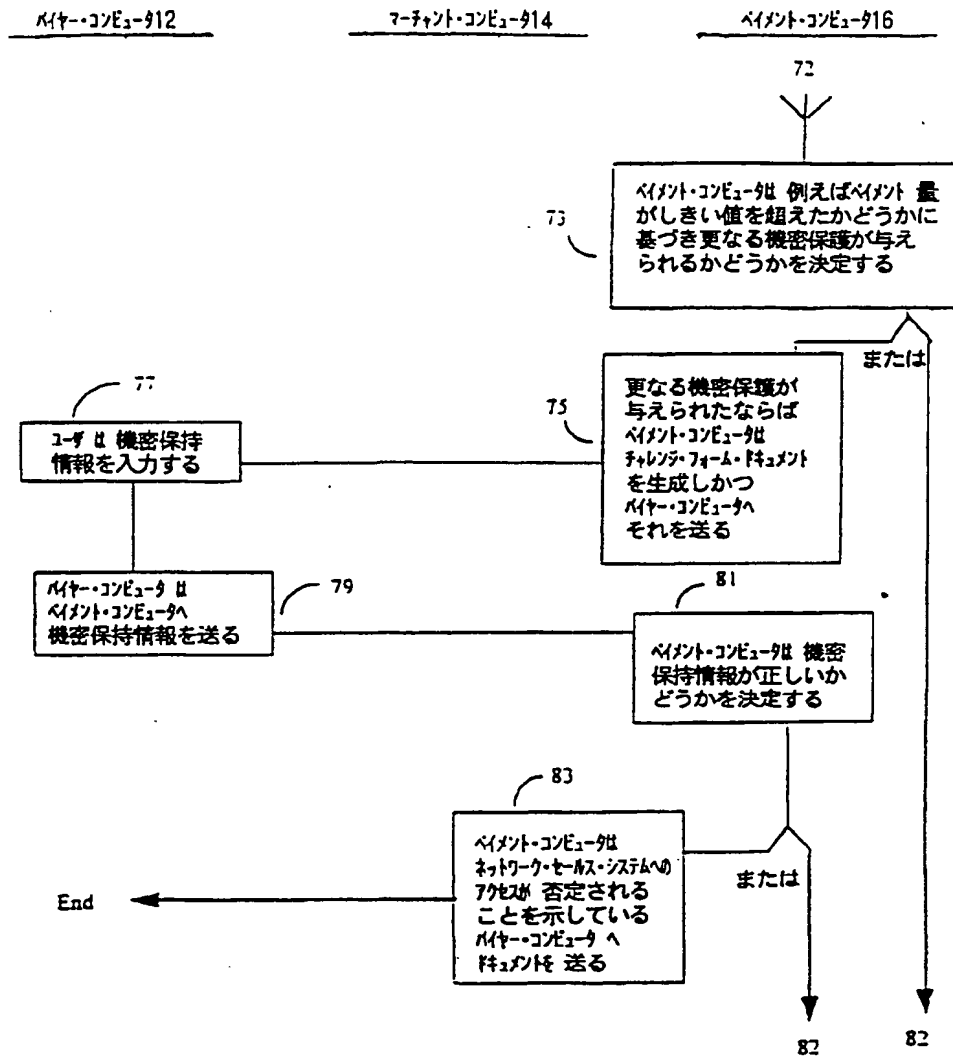 バイヤー・コンピュータ12
マーチャント・コンピュータ14
ペイメント・コンピュータ16
72
73
ペイメント・コンピュータは 例えばペイメント 量
がしきい値を超えたかどうかに
基づき更なる機密保護が与え
られるかどうかを決定する
または
75
更なる機密保護が
与えられたならば
ペイメント・コンピュータは
チャレンジ・フォーム・ドキュメント
を生成しかつ
バイヤー・コンピュータへ
それを送る
77
ユーザ は 機密保持
情報を入力する
79
バイヤー・コンピュータ は
ペイメント・コンピュータへ
機密保持情報を送る
81
ペイメント・コンピュータは 機密
保持情報が正しいか
どうかを決定する
または
83
ペイメント・コンピュータは
ネットワーク・セールス・システムへの
アクセスが 否定される
ことを示している
バイヤー・コンピュータ へ
ドキュメントを 送る
End
82
82